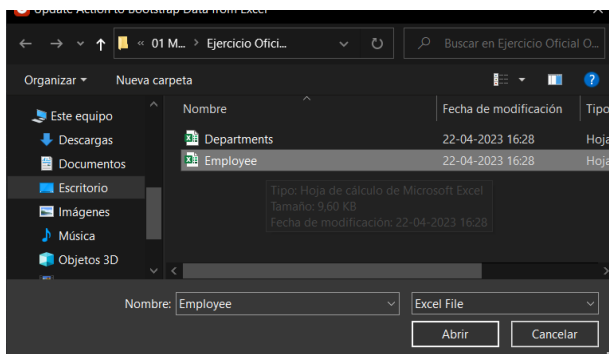 Update Action to Bootstrap Data from Excel
« 01 M... > Ejercicio Ofici...
Buscar en Ejercicio Oficial O...
Organizar Nueva carpeta
Nombre Fecha de modificación Tipo
Este equipo
Descargas
Documentos
Escritorio
Imágenes
Música
Objetos 3D
Departments 22-04-2023 16:28 Hoja
Employee 22-04-2023 16:28 Hoja
Tipo: Hoja de cálculo de Microsoft Excel
Tamaño: 9,60 KB
Fecha de modificación: 22-04-2023 16:28
Nombre: Employee Excel File
Abrir Cancelar